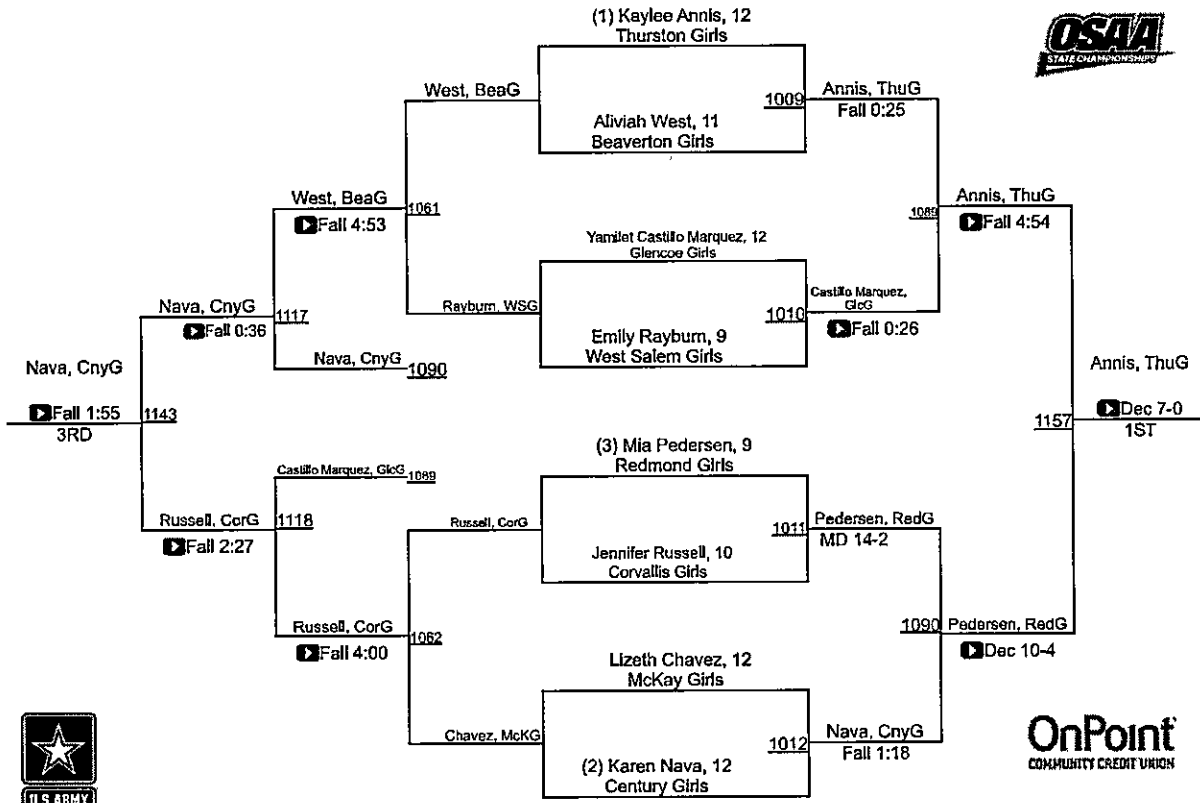 (1) Kaylee Annis, 12
Thurston Girls
OSAA
STATE CHAMPIONSHIPS
West, BeaG
1009
Annis, ThuG
Fall 0:25
Aliviah West, 11
Beaverton Girls
West, BeaG
1061
Fall 4:53
1089
Annis, ThuG
Fall 4:54
Yamilet Castillo Marquez, 12
Glencoe Girls
Nava, CnyG
1117
Fall 0:36
Rayburn, WSG
1010
Castillo Marquez,
GlcG
Fall 0:26
Emily Rayburn, 9
West Salem Girls
Nava, CnyG
1090
Nava, CnyG
Fall 1:55
1143
3RD
Annis, ThuG
1157
Dec 7-0
1ST
(3) Mia Pedersen, 9
Redmond Girls
Castillo Marquez, GlcG
1089
Russell, CorG
1118
Fall 2:27
Russell, CorG
1011
Pedersen, RedG
MD 14-2
Jennifer Russell, 10
Corvallis Girls
Russell, CorG
1062
Fall 4:00
1090
Pedersen, RedG
Dec 10-4
Lizeth Chavez, 12
McKay Girls
Chavez, McKG
1012
Nava, CnyG
Fall 1:18
(2) Karen Nava, 12
Century Girls
U.S. ARMY
OnPoint
COMMUNITY CREDIT UNION